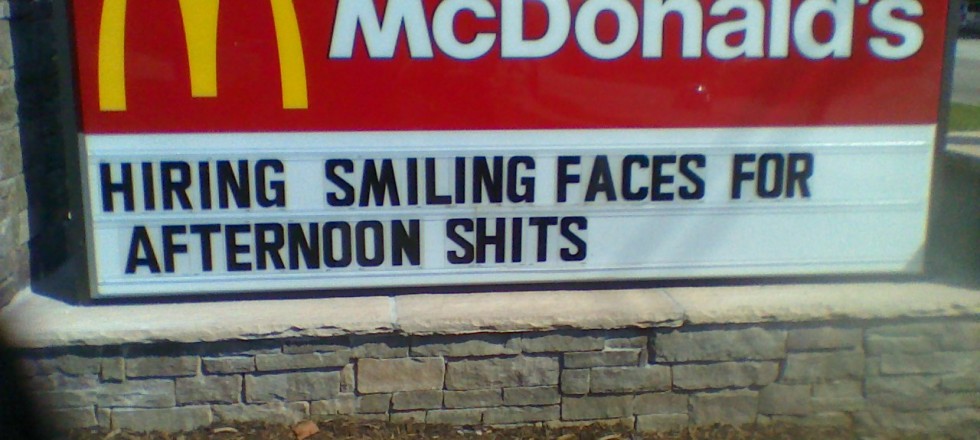 McDonald's
HIRING SMILING FACES FOR
AFTERNOON SHITS